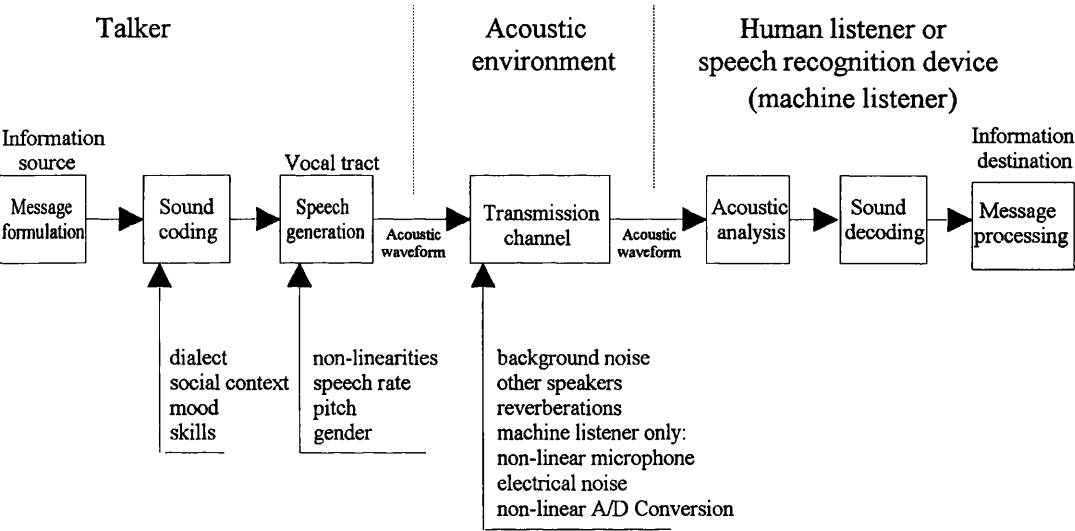 Talker
Acoustic
environment
Human listener or
speech recognition device
(machine listener)
Information
source
Vocal tract
Information
destination
Message
formulation
Sound
coding
Speech
generation
Acoustic
waveform
Transmission
channel
Acoustic
waveform
Acoustic
analysis
Sound
decoding
Message
processing
dialect
social context
mood
skills
non-linearities
speech rate
pitch
gender
background noise
other speakers
reverberations
machine listener only:
non-linear microphone
electrical noise
non-linear A/D Conversion